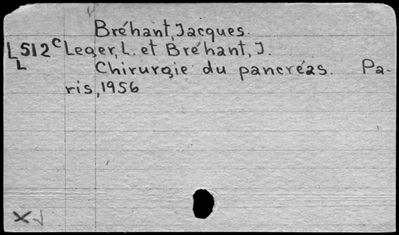 Bréhant, Jacques.
L512c Leger, L. et Bréhant, J.
L Chirurgie du pancréas. Pa-
ris, 1956
X